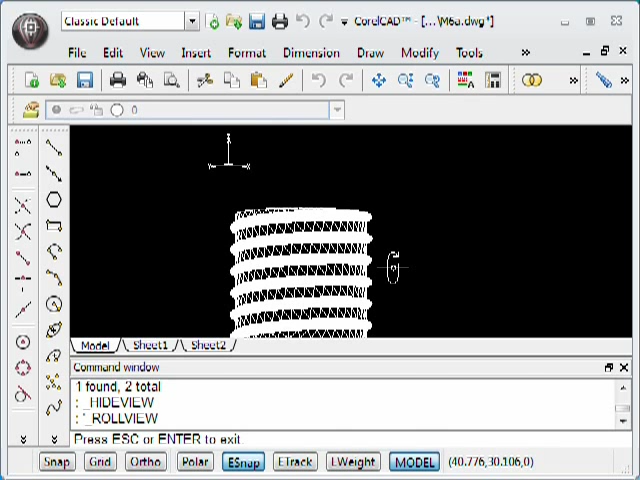 Classic Default
CorelCAD™ - [...\M6a.dwg*]
File Edit View Insert Format Dimension Draw Modify Tools »
0
Model Sheet1 Sheet2
Command window
1 found, 2 total
: _HIDEVIEW
: '_ROLLVIEW
Press ESC or ENTER to exit.
Snap Grid Ortho Polar ESnap ETrack LWeight MODEL (40.776,30.106,0)